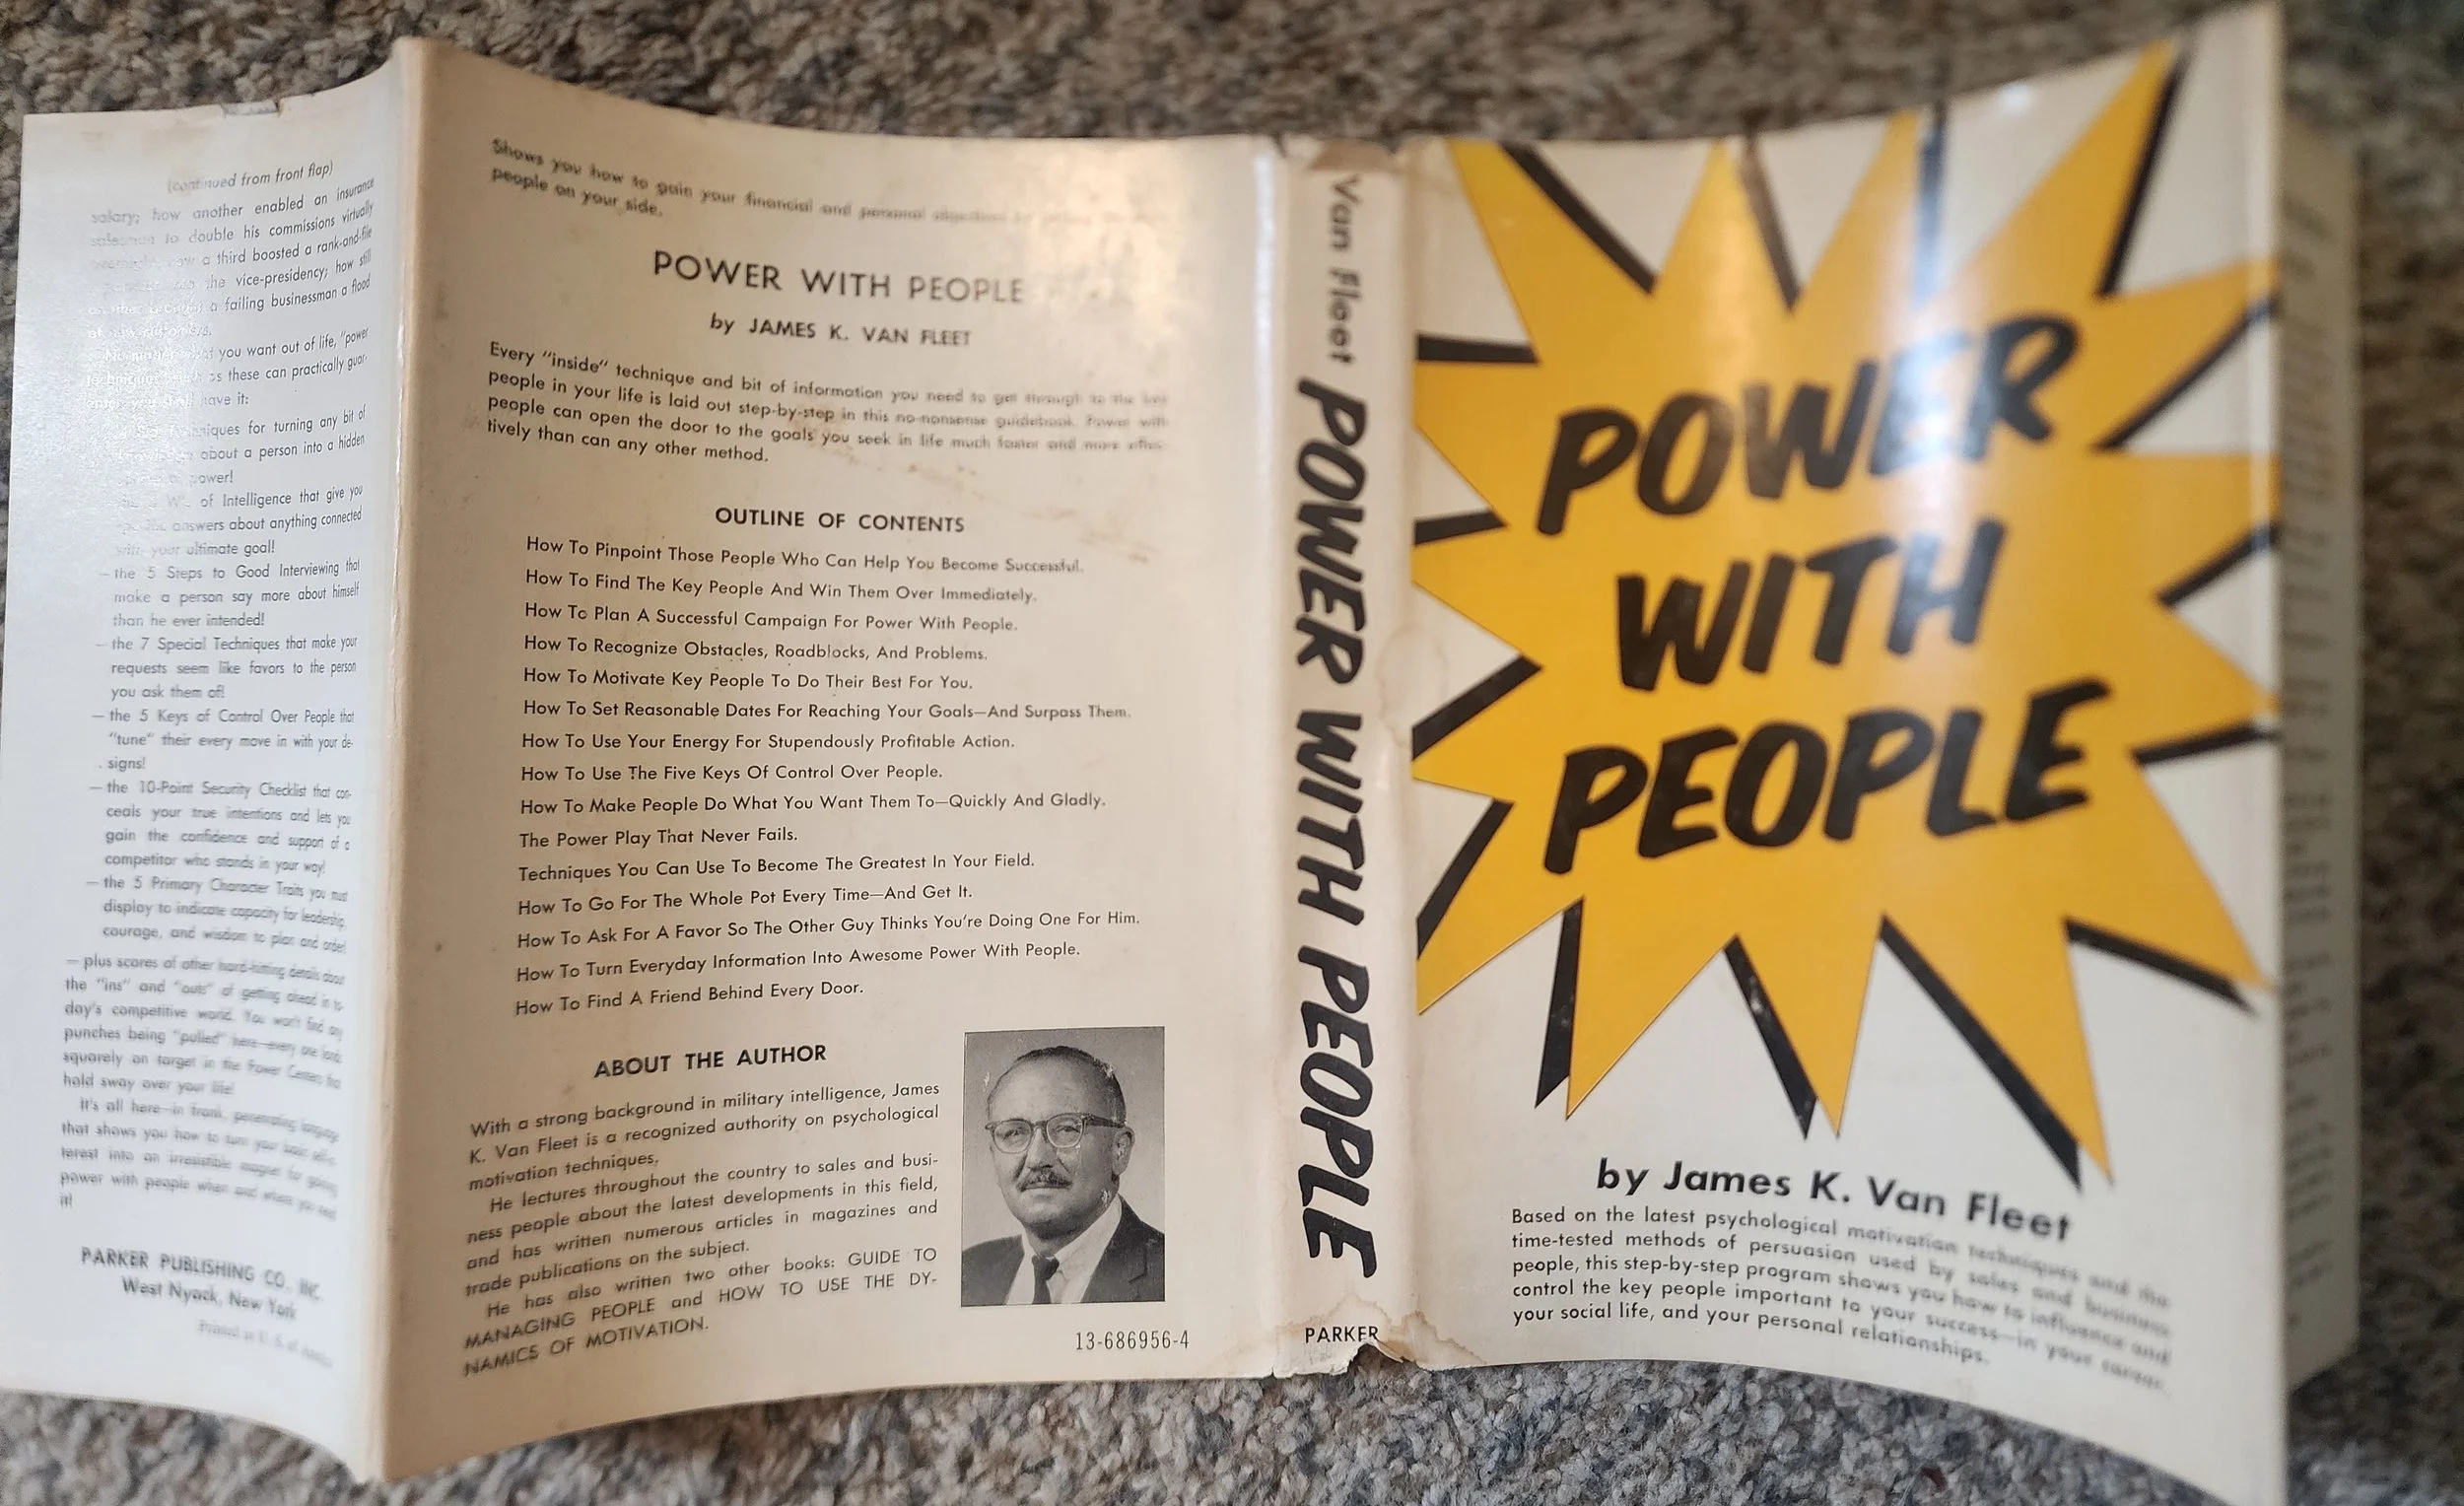 (continued from front flap)
salary; how another enabled an insurance
salesman to double his commissions virtually
a third boosted a rank-and-file
the vice-presidency; how still
a failing businessman a flood
of new customers.
No matter what you want out of life, "power
techniques" such as these can practically guar-
have it:
techniques for turning any bit of
about a person into a hidden
power!
of Intelligence that give you
answers about anything connected
with your ultimate goal!
— the 5 Steps to Good Interviewing that
make a person say more about himself
than he ever intended!
— the 7 Special Techniques that make your
requests seem like favors to the person
you ask them of!
— the 5 Keys of Control Over People that
"tune" their every move in with your de-
signs!
— the 10-Point Security Checklist that con-
ceals your true intentions and lets you
gain the confidence and support of a
competitor who stands in your way!
— the 5 Primary Character Traits you must
display to indicate capacity for leadership,
courage, and wisdom to plan and order!
— plus scores of other hard-hitting details about
the "ins" and "outs" of getting ahead in to-
day's competitive world. You won't find any
punches being "pulled" here—every one lands
squarely on target in the Power Centers that
hold sway over your life!
It's all here—in frank, penetrating language
that shows you how to turn your basic self-in-
terest into an irresistible magnet for gaining
power with people when and where you need
it!
PARKER PUBLISHING CO., INC.
West Nyack, New York
Printed in U.S. of America
Shows you how to gain your financial and personal objectives
people on your side.
POWER WITH PEOPLE
by JAMES K. VAN FLEET
Every "inside" technique and bit of information you need to get through to the key
people in your life is laid out step-by-step in this no-nonsense guidebook. Power with
people can open the door to the goals you seek in life much faster and more effec-
tively than can any other method.
OUTLINE OF CONTENTS
How To Pinpoint Those People Who Can Help You Become Successful.
How To Find The Key People And Win Them Over Immediately.
How To Plan A Successful Campaign For Power With People.
How To Recognize Obstacles, Roadblocks, And Problems.
How To Motivate Key People To Do Their Best For You.
How To Set Reasonable Dates For Reaching Your Goals—And Surpass Them.
How To Use Your Energy For Stupendously Profitable Action.
How To Use The Five Keys Of Control Over People.
How To Make People Do What You Want Them To—Quickly And Gladly.
The Power Play That Never Fails.
Techniques You Can Use To Become The Greatest In Your Field.
How To Go For The Whole Pot Every Time—And Get It.
How To Ask For A Favor So The Other Guy Thinks You're Doing One For Him.
How To Turn Everyday Information Into Awesome Power With People.
How To Find A Friend Behind Every Door.
ABOUT THE AUTHOR
With a strong background in military intelligence, James
K. Van Fleet is a recognized authority on psychological
motivation techniques.
He lectures throughout the country to sales and busi-
ness people about the latest developments in this field,
and has written numerous articles in magazines and
trade publications on the subject.
He has also written two other books: GUIDE TO
MANAGING PEOPLE and HOW TO USE THE DY-
NAMICS OF MOTIVATION.
13-686956-4
Van Fleet POWER WITH PEOPLE
PARKER
POWER
WITH
PEOPLE
by James K. Van Fleet
Based on the latest psychological motivation techniques and the
time-tested methods of persuasion used by sales and business
people, this step-by-step program shows you how to influence and
control the key people important to your success—in your career,
your social life, and your personal relationships.